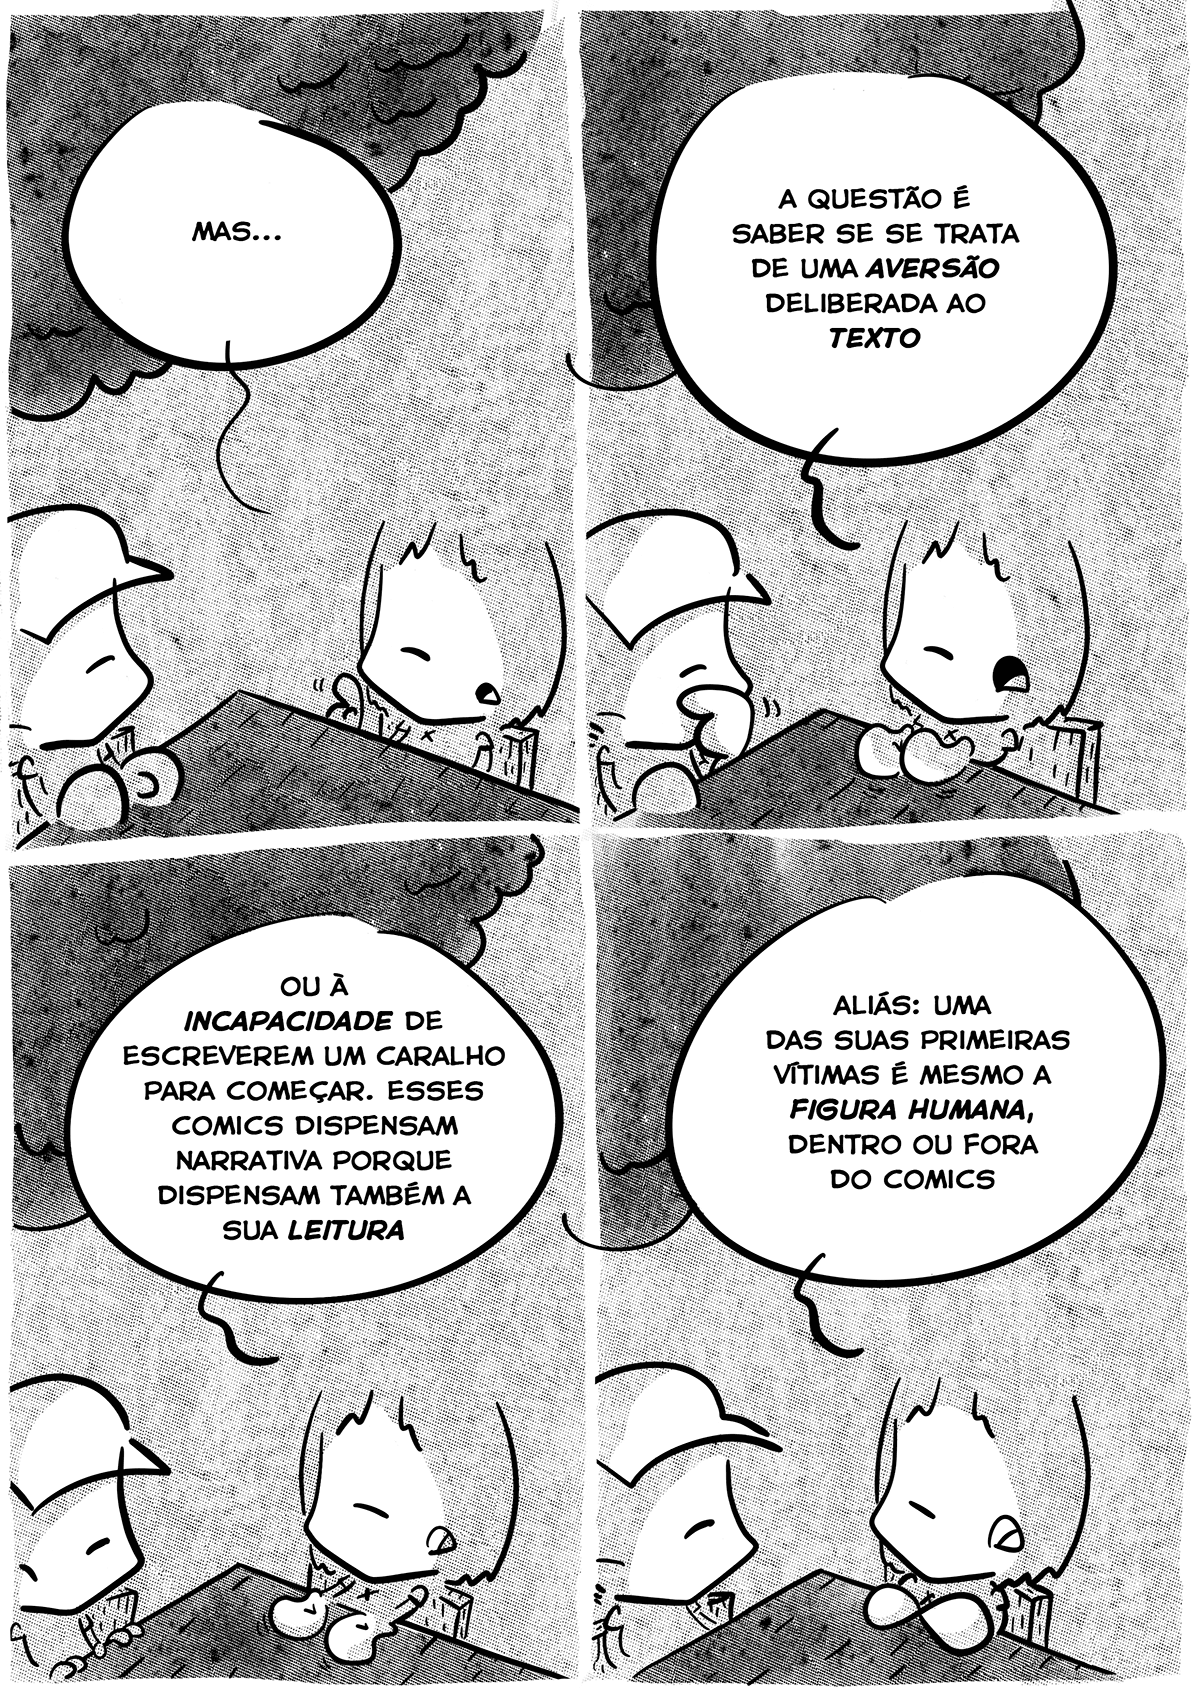 MAS...
A QUESTÃO É
SABER SE SE TRATA
DE UMA AVERSÃO
DELIBERADA AO
TEXTO
OU À
INCAPACIDADE DE
ESCREVEREM UM CARALHO
PARA COMEÇAR. ESSES
COMICS DISPENSAM
NARRATIVA PORQUE
DISPENSAM TAMBÉM A
SUA LEITURA
ALIÁS: UMA
DAS SUAS PRIMEIRAS
VÍTIMAS É MESMO A
FIGURA HUMANA,
DENTRO OU FORA
DO COMICS